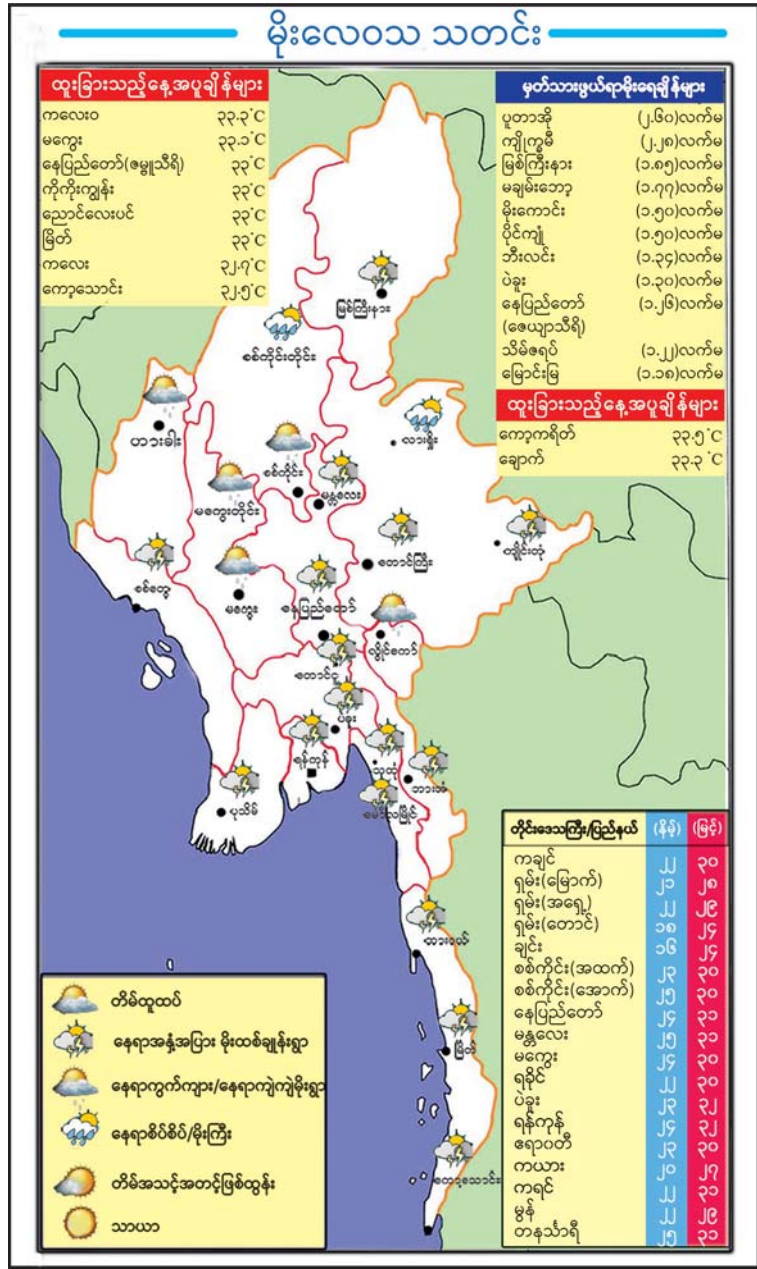 မိုးလေဝသ သတင်း
ထူးခြားသည့်နေ့အပူချိန်များ
ကလေးဝ ၃၃.၃°C
မကွေး ၃၃.၁°C
နေပြည်တော်(ဇမ္ဗူသီရိ) ၃၃°C
ကိုကိုးကျွန်း ၃၃°C
ညောင်လေးပင် ၃၃°C
မြိတ် ၃၃°C
ကလေး ၃၂.၇°C
ကော့သောင်း ၃၂.၅°C
မှတ်သားဖွယ်ရာမိုးရေချိန်များ
ပူတာအို (၂.၆၀)လက်မ
ကျိုက္ခမီ (၂.၂၈)လက်မ
မြစ်ကြီးနား (၁.၈၅)လက်မ
မချမ်းဘော့ (၁.၇၇)လက်မ
မိုးကောင်း (၁.၅၀)လက်မ
ပိုင်ကျုံ (၁.၅၀)လက်မ
ဘီးလင်း (၁.၃၄)လက်မ
ပဲခူး (၁.၃၀)လက်မ
နေပြည်တော် (၁.၂၆)လက်မ
(ဇေယျာသီရိ)
သိမ်ဇရပ် (၁.၂၂)လက်မ
မြောင်းမြ (၁.၁၈)လက်မ
ထူးခြားသည့်နေ့အပူချိန်များ
ကော့ကရိတ် ၃၃.၅°C
ချောက် ၃၃.၃ °C
မြစ်ကြီးနား
စစ်ကိုင်းတိုင်း
ဟားခါး
လားရှိုး
စစ်ကိုင်း
မန္တလေး
မကွေးတိုင်း
ကျိုင်းတုံ
တောင်ကြီး
စစ်တွေ
မကွေး
နေပြည်တော်
လွိုင်ကော်
တောင်ငူ
ပဲခူး
ရန်ကုန်
သထုံ
ဘားအံ
ပုသိမ်
မော်လမြိုင်
ထားဝယ်
မြိတ်
ကော့သောင်း
တိမ်ထူထပ်
နေရာအနှံ့အပြား မိုးထစ်ချုန်းရွာ
နေရာကွက်ကျား/နေရာကျဲကျဲမိုးရွာ
နေရာစိပ်စိပ်/မိုးကြီး
တိမ်အသင့်အတင့်ဖြစ်ထွန်း
သာယာ
တိုင်းဒေသကြီး/ပြည်နယ် (နိမ့်) (မြင့်)
ကချင် ၂၂ ၃၀
ရှမ်း(မြောက်) ၂၁ ၂၈
ရှမ်း(အရှေ့) ၂၂ ၂၉
ရှမ်း(တောင်) ၁၈ ၂၄
ချင်း ၁၆ ၂၄
စစ်ကိုင်း(အထက်) ၂၃ ၃၀
စစ်ကိုင်း(အောက်) ၂၅ ၃၀
နေပြည်တော် ၂၄ ၃၁
မန္တလေး ၂၅ ၃၁
မကွေး ၂၄ ၃၀
ရခိုင် ၂၂ ၃၀
ပဲခူး ၂၃ ၃၂
ရန်ကုန် ၂၄ ၃၂
ဧရာဝတီ ၂၃ ၃၀
ကယား ၂၀ ၂၇
ကရင် ၂၂ ၃၁
မွန် ၂၂ ၂၉
တနင်္သာရီ ၂၅ ၃၁